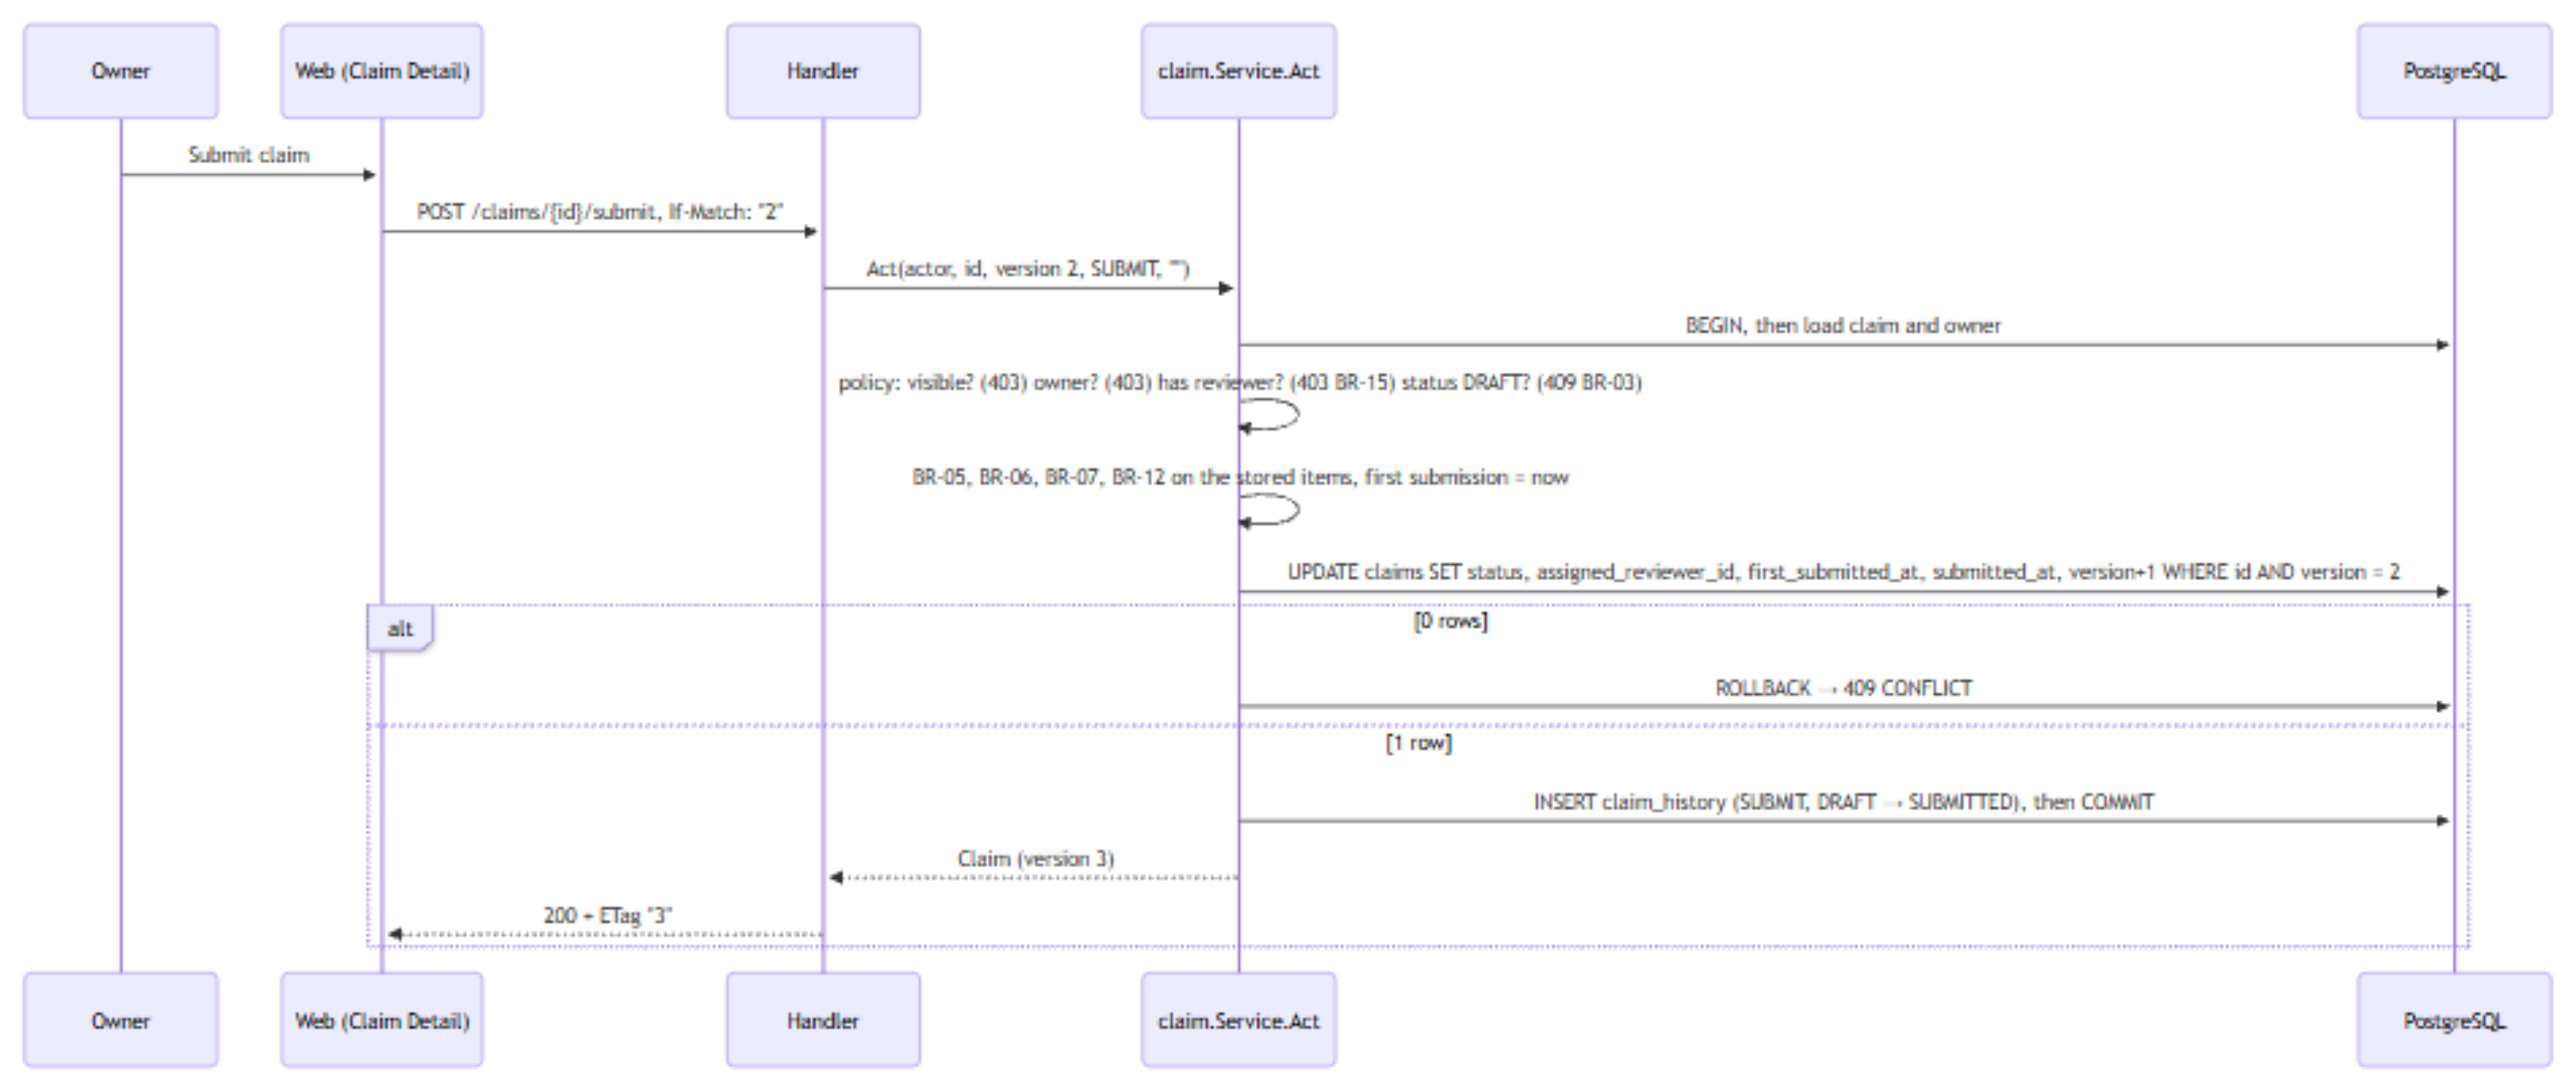 Owner
Web (Claim Detail)
Handler
claim.Service.Act
PostgreSQL
Submit claim
POST /claims/{id}/submit, If-Match: "2"
Act(actor, id, version 2, SUBMIT, "")
BEGIN, then load claim and owner
policy: visible? (403) owner? (403) has reviewer? (403 BR-15) status DRAFT? (409 BR-03)
BR-05, BR-06, BR-07, BR-12 on the stored items, first submission = now
UPDATE claims SET status, assigned_reviewer_id, first_submitted_at, submitted_at, version+1 WHERE id AND version = 2
alt
[0 rows]
ROLLBACK → 409 CONFLICT
[1 row]
INSERT claim_history (SUBMIT, DRAFT → SUBMITTED), then COMMIT
Claim (version 3)
200 + ETag "3"
Owner
Web (Claim Detail)
Handler
claim.Service.Act
PostgreSQL